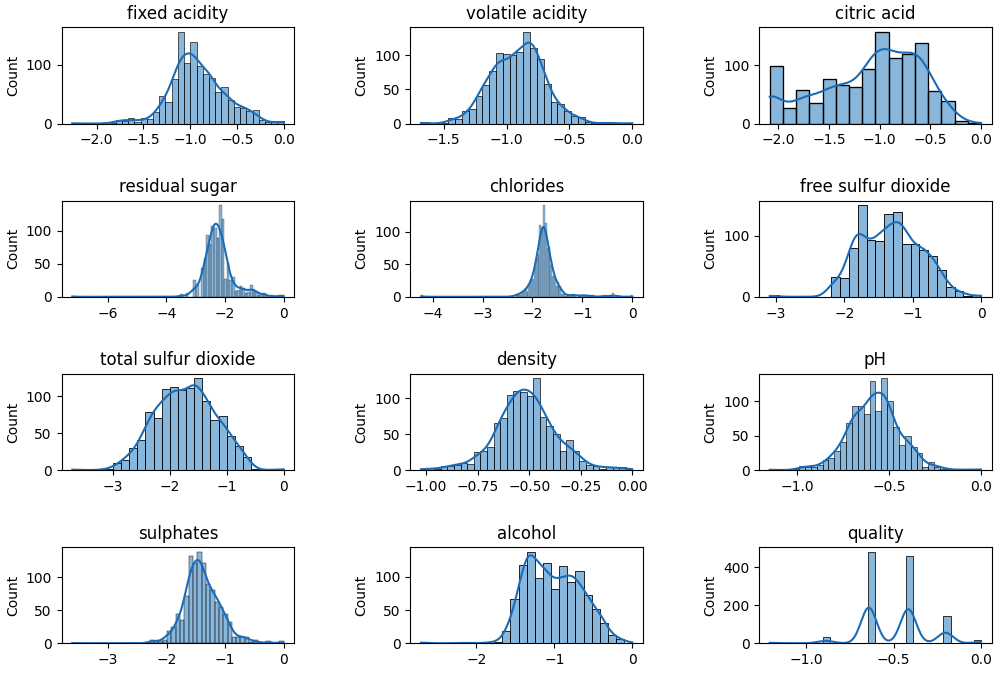 fixed acidity
volatile acidity
citric acid
Count
100
0
−2.0 −1.5 −1.0 −0.5 0.0
Count
100
50
0
−1.5 −1.0 −0.5 0.0
Count
100
0
−2.0 −1.5 −1.0 −0.5 0.0
residual sugar
chlorides
free sulfur dioxide
Count
100
50
0
−6 −4 −2 0
Count
100
50
0
−4 −3 −2 −1 0
Count
100
0
−3 −2 −1 0
total sulfur dioxide
density
pH
Count
100
50
0
−3 −2 −1 0
Count
100
50
0
−1.00 −0.75 −0.50 −0.25 0.00
Count
100
50
0
−1.0 −0.5 0.0
sulphates
alcohol
quality
Count
100
50
0
−3 −2 −1 0
Count
100
50
0
−2 −1 0
Count
400
200
0
−1.0 −0.5 0.0